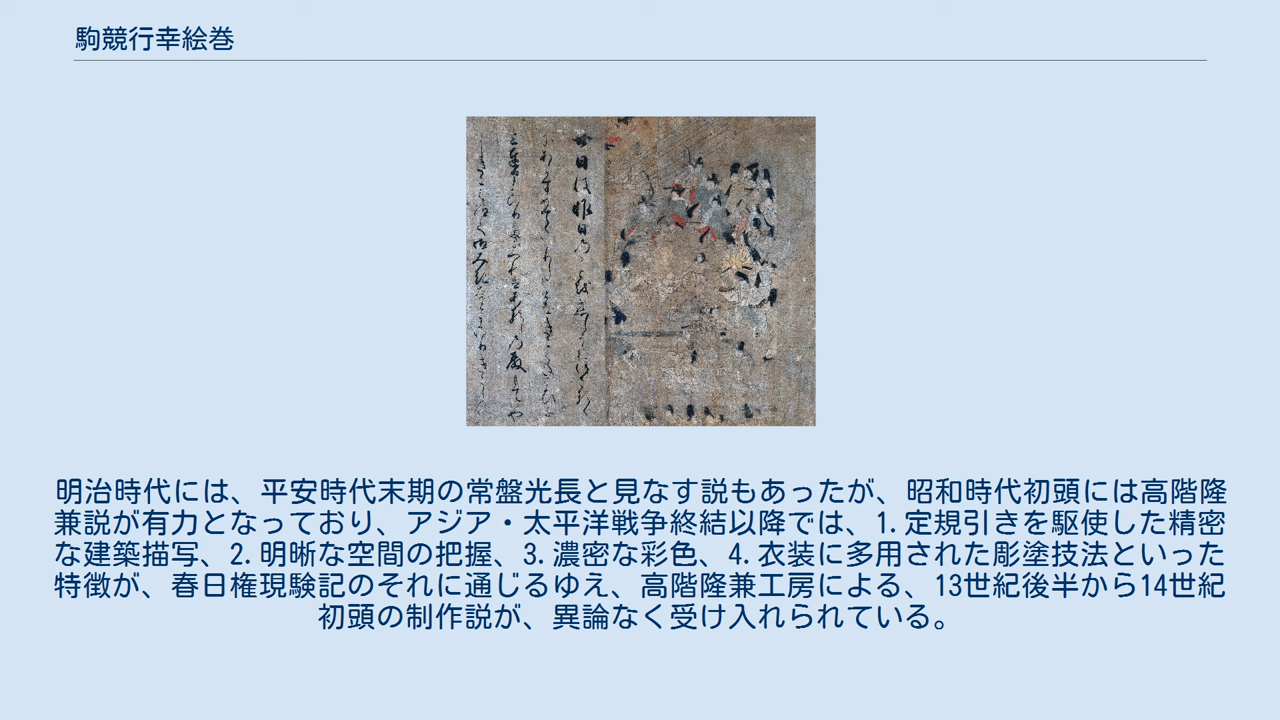 駒競行幸絵巻
明治時代には、平安時代末期の常盤光長と見なす説もあったが、昭和時代初頭には高階隆
兼説が有力となっており、アジア・太平洋戦争終結以降では、1.定規引きを駆使した精密
な建築描写、2.明晰な空間の把握、3.濃密な彩色、4.衣装に多用された彫塗技法といった
特徴が、春日権現験記のそれに通じるゆえ、高階隆兼工房による、13世紀後半から14世紀
初頭の制作説が、異論なく受け入れられている。